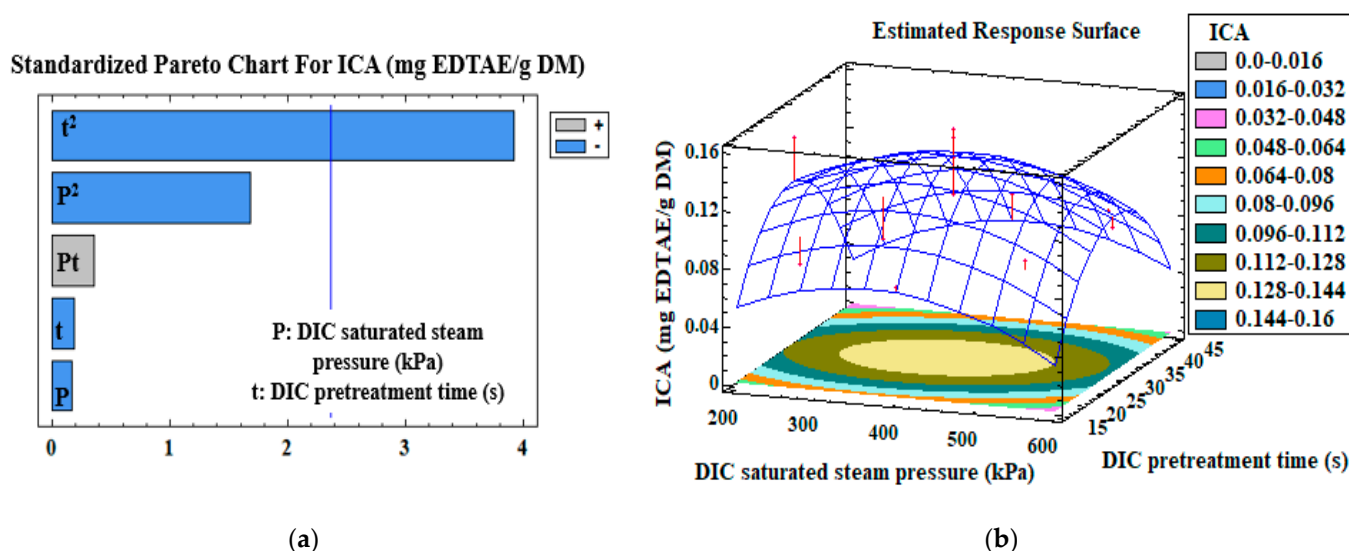 Standardized Pareto Chart For ICA (mg EDTAE/g DM)
t²
P²
Pt
t
P
+
-
P: DIC saturated steam
pressure (kPa)
t: DIC pretreatment time (s)
0 1 2 3 4
(a)
Estimated Response Surface
ICA
0.0-0.016
0.016-0.032
0.032-0.048
0.048-0.064
0.064-0.08
0.08-0.096
0.096-0.112
0.112-0.128
0.128-0.144
0.144-0.16
ICA (mg EDTAE/g DM)
0.16
0.12
0.08
0.04
0
200 300 400 500 600
DIC saturated steam pressure (kPa)
15 20 25 30 35 40 45
DIC pretreatment time (s)
(b)